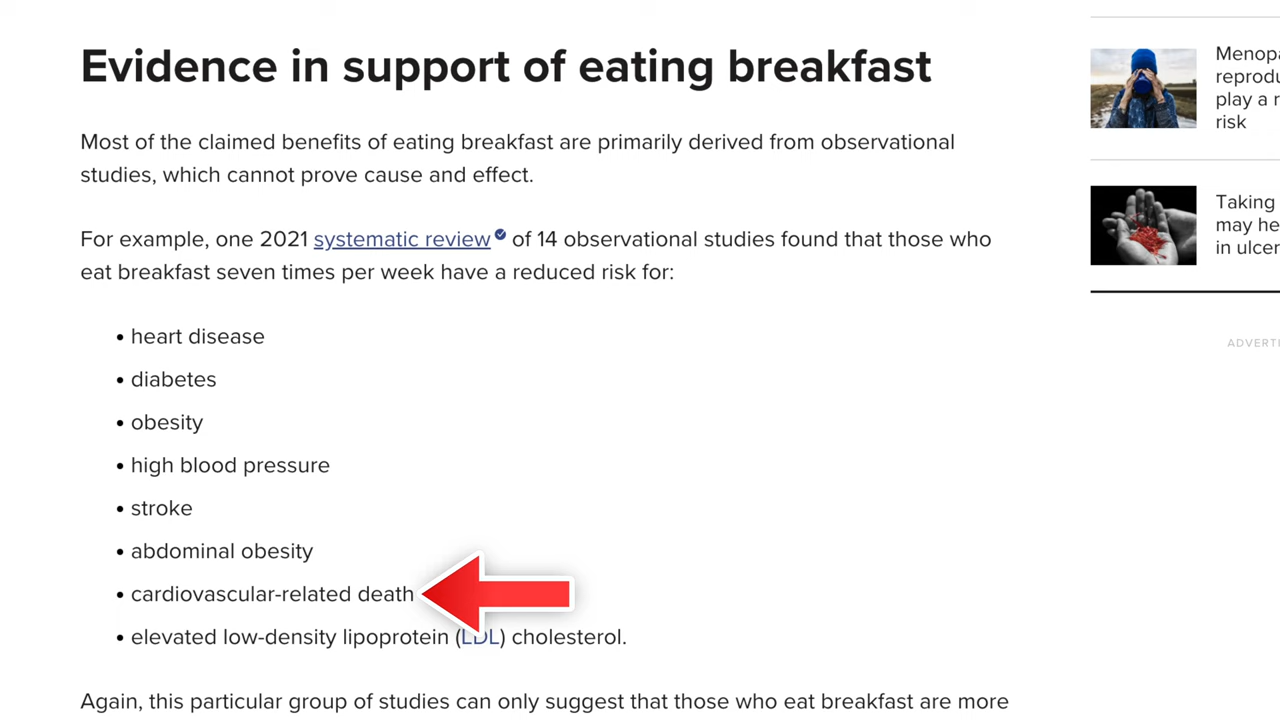 Evidence in support of eating breakfast
Most of the claimed benefits of eating breakfast are primarily derived from observational
studies, which cannot prove cause and effect.
For example, one 2021 systematic review of 14 observational studies found that those who
eat breakfast seven times per week have a reduced risk for:
• heart disease
• diabetes
• obesity
• high blood pressure
• stroke
• abdominal obesity
• cardiovascular-related death
• elevated low-density lipoprotein (LDL) cholesterol.
Again, this particular group of studies can only suggest that those who eat breakfast are more
play a r
risk
Taking
may he
in ulcer